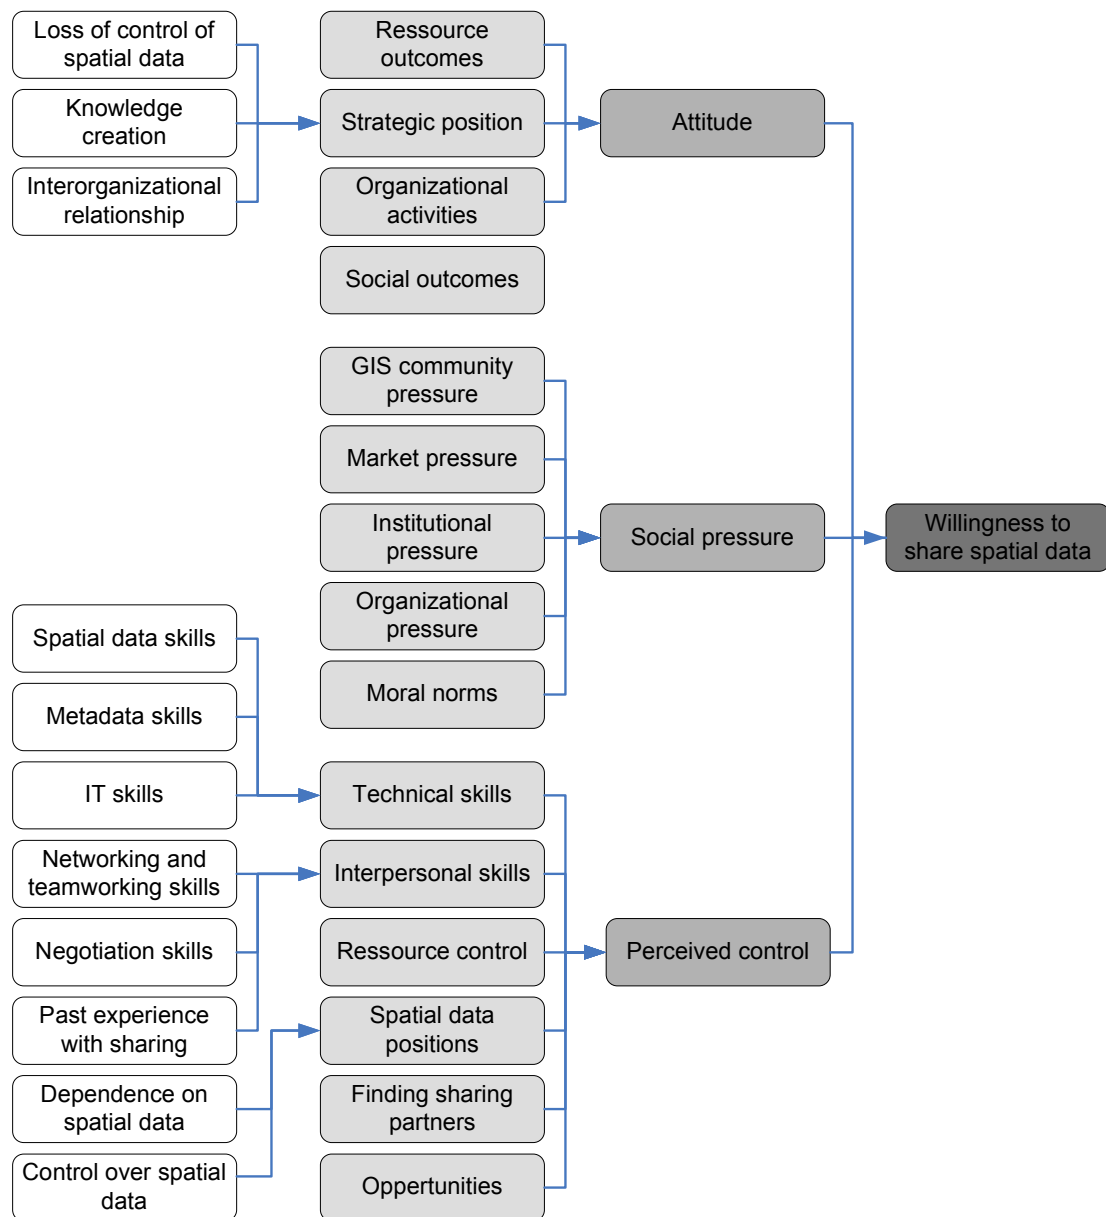 Loss of control of
spatial data
Knowledge
creation
Interorganizational
relationship
Ressource
outcomes
Strategic position
Organizational
activities
Social outcomes
Attitude
GIS community
pressure
Market pressure
Institutional
pressure
Organizational
pressure
Moral norms
Social pressure
Willingness to
share spatial data
Spatial data skills
Metadata skills
IT skills
Networking and
teamworking skills
Negotiation skills
Past experience
with sharing
Dependence on
spatial data
Control over spatial
data
Technical skills
Interpersonal skills
Ressource control
Spatial data
positions
Finding sharing
partners
Oppertunities
Perceived control